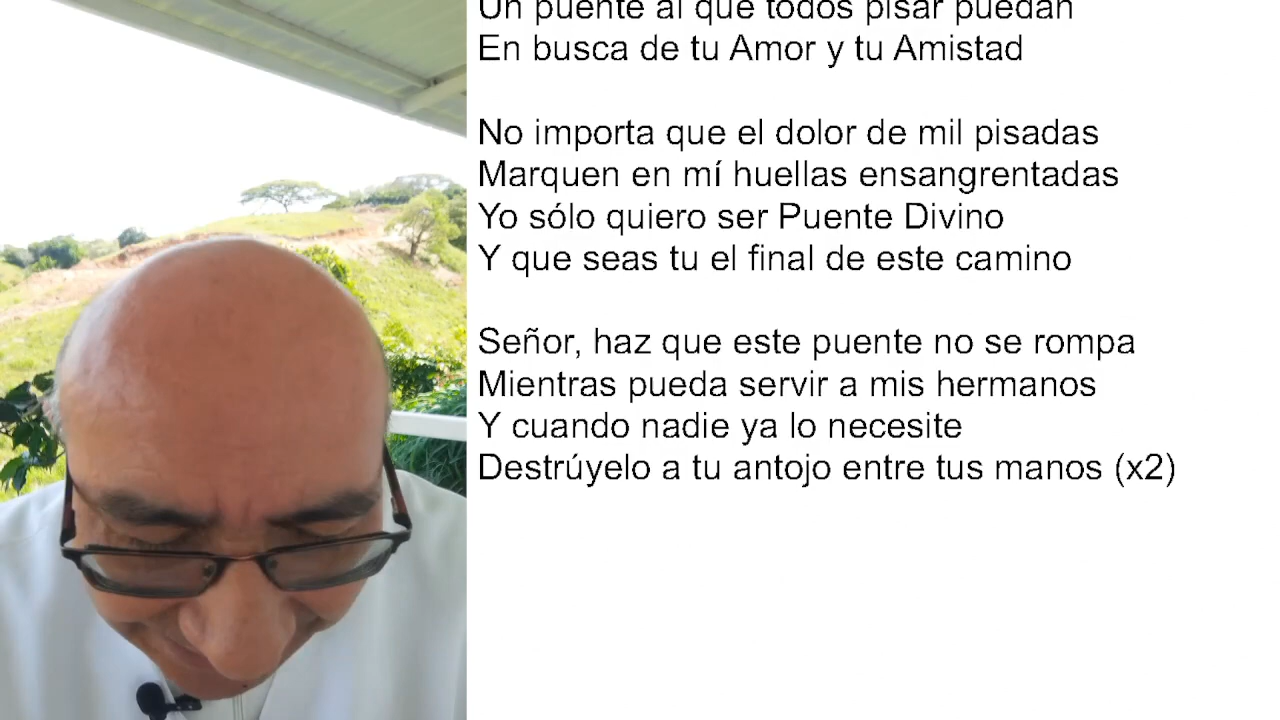 Un puente al que todos pisar puedan
En busca de tu Amor y tu Amistad
No importa que el dolor de mil pisadas
Marquen en mí huellas ensangrentadas
Yo sólo quiero ser Puente Divino
Y que seas tu el final de este camino
Señor, haz que este puente no se rompa
Mientras pueda servir a mis hermanos
Y cuando nadie ya lo necesite
Destrúyelo a tu antojo entre tus manos (x2)